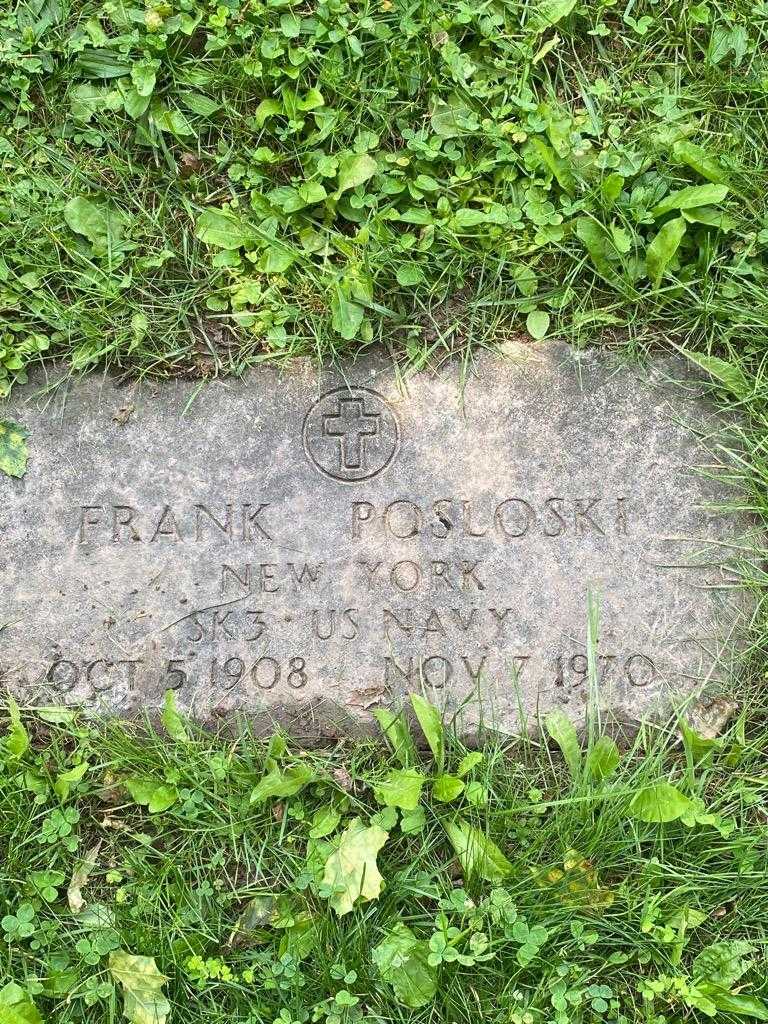 FRANK POSLOSKI
NEW YORK
SK3 US NAVY
OCT 5 1908 NOV 7 1970